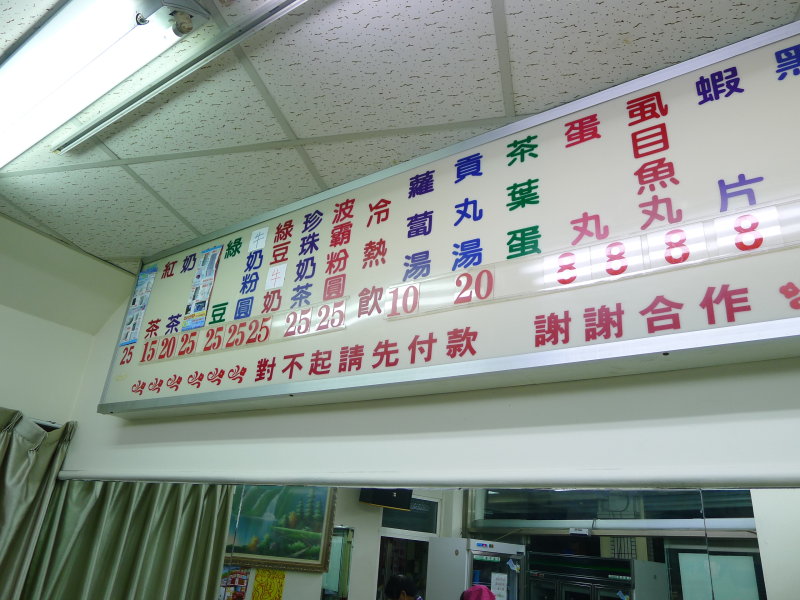 25
紅茶
15
奶茶
20
25
綠豆
25
牛奶粉圓
25
綠豆牛奶
25
珍珠奶茶
25
波霸粉圓
25
冷熱飲
蘿蔔湯
10
貢丸湯
20
茶葉蛋
8
蛋丸
8
虱目魚丸
8
蝦片
8
黑
對不起請先付款 謝謝合作